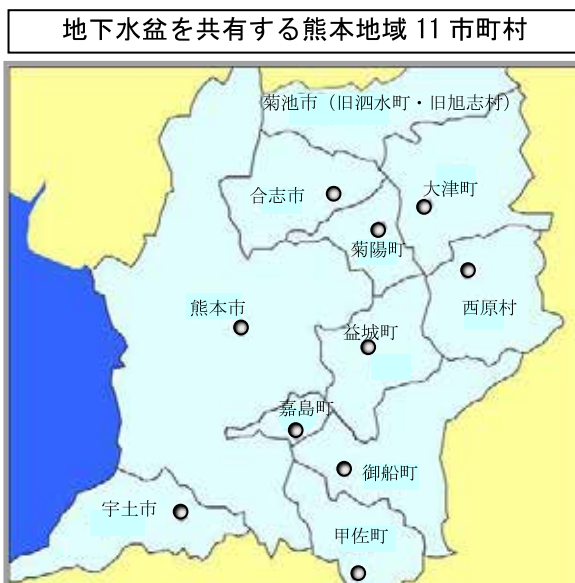 地下水盆を共有する熊本地域 11 市町村
菊池市（旧泗水町・旧旭志村）
合志市
大津町
菊陽町
西原村
熊本市
益城町
嘉島町
御船町
宇土市
甲佐町